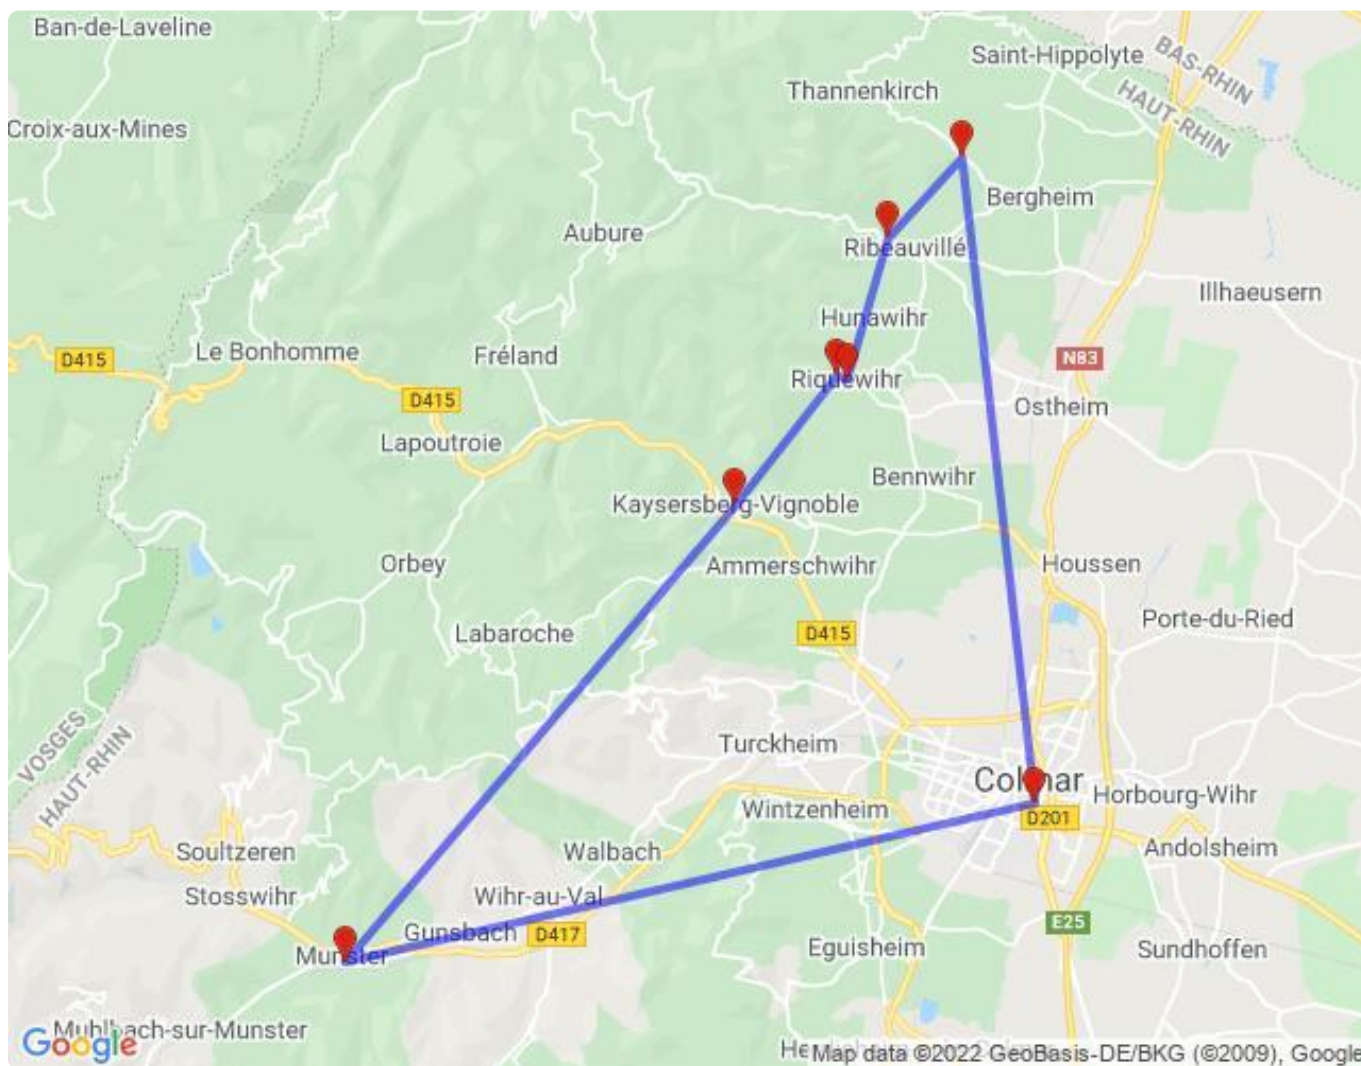 Ban-de-Laveline
Saint-Hippolyte
BAS-RHIN
HAUT-RHIN
Thannenkirch
Croix-aux-Mines
Bergheim
Aubure
Ribeauvillé
Illhaeusern
Hunawihr
Le Bonhomme
Fréland
D415
N83
Riquewihr
D415
Ostheim
Lapoutroie
Bennwihr
Kaysersberg-Vignoble
Orbey
Ammerschwihr
Houssen
Porte-du-Ried
Labaroche
D415
VOSGES
HAUT-RHIN
Turckheim
Colmar
Horbourg-Wihr
Wintzenheim
D201
Soultzeren
Walbach
Andolsheim
Stosswihr
Wihr-au-Val
E25
Gunsbach
D417
Munster
Eguisheim
Sundhoffen
Muhlbach-sur-Munster
Google
Map data ©2022 GeoBasis-DE/BKG (©2009), Google